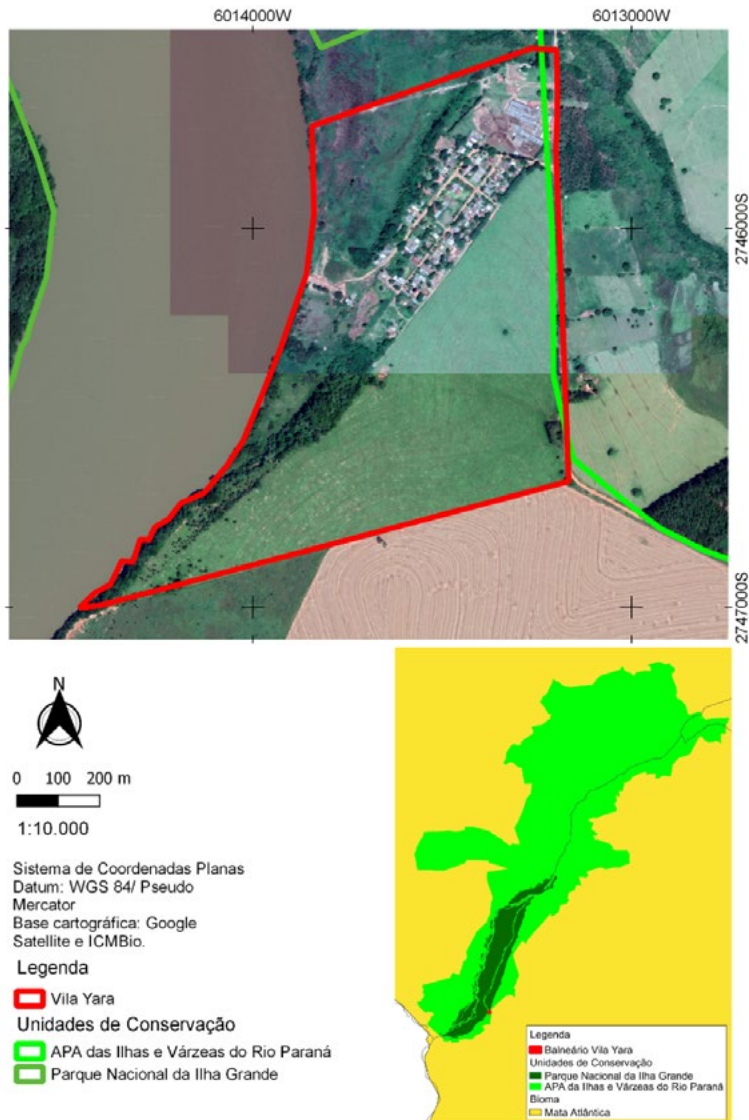 6014000W
6013000W
2746000S
2747000S
N
0 100 200 m
1:10.000
Sistema de Coordenadas Planas
Datum: WGS 84/ Pseudo
Mercator
Base cartográfica: Google
Satellite e ICMBio.
Legenda
Vila Yara
Unidades de Conservação
APA das Ilhas e Várzeas do Rio Paraná
Parque Nacional da Ilha Grande
Legenda
Balneário Vila Yara
Unidades de Conservação
Parque Nacional da Ilha Grande
APA das Ilhas e Várzeas do Rio Paraná
Bioma
Mata Atlântica